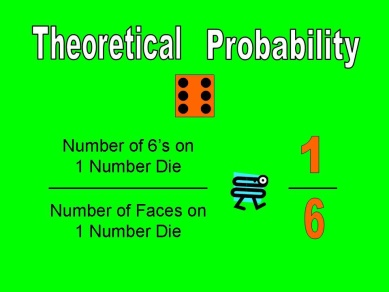 Theoretical Probability
Number of 6's on
1 Number Die
Number of Faces on
1 Number Die
1
6